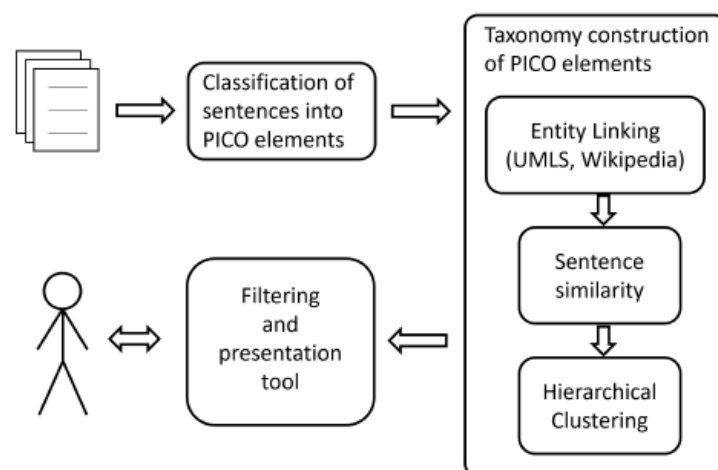 Classification of
sentences into
PICO elements
Taxonomy construction
of PICO elements
Entity Linking
(UMLS, Wikipedia)
Sentence
similarity
Hierarchical
Clustering
Filtering
and
presentation
tool